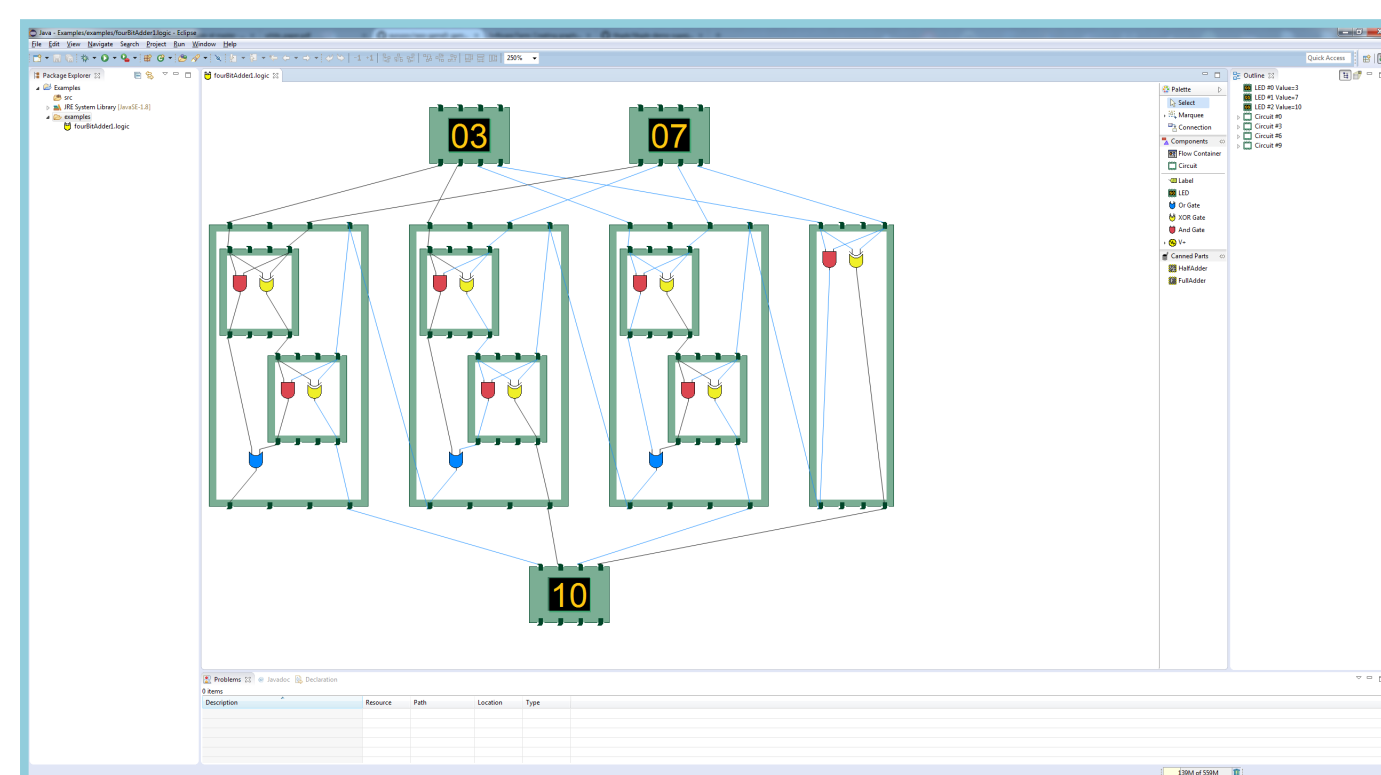 Java - Examples/examples/fourBitAdder1.logic - Eclipse
File Edit View Navigate Search Project Run Window Help
250%
Quick Access
Package Explorer
Examples
src
JRE System Library [JavaSE-1.8]
examples
fourBitAdder1.logic
fourBitAdder1.logic
03
07
10
Palette
Select
Marquee
Connection
Components
Flow Container
Circuit
Label
LED
Or Gate
XOR Gate
And Gate
V+
Canned Parts
HalfAdder
FullAdder
Outline
LED #0 Value=3
LED #1 Value=7
LED #2 Value=10
Circuit #0
Circuit #3
Circuit #6
Circuit #9
Problems Javadoc Declaration
0 items
Description Resource Path Location Type
139M of 559M